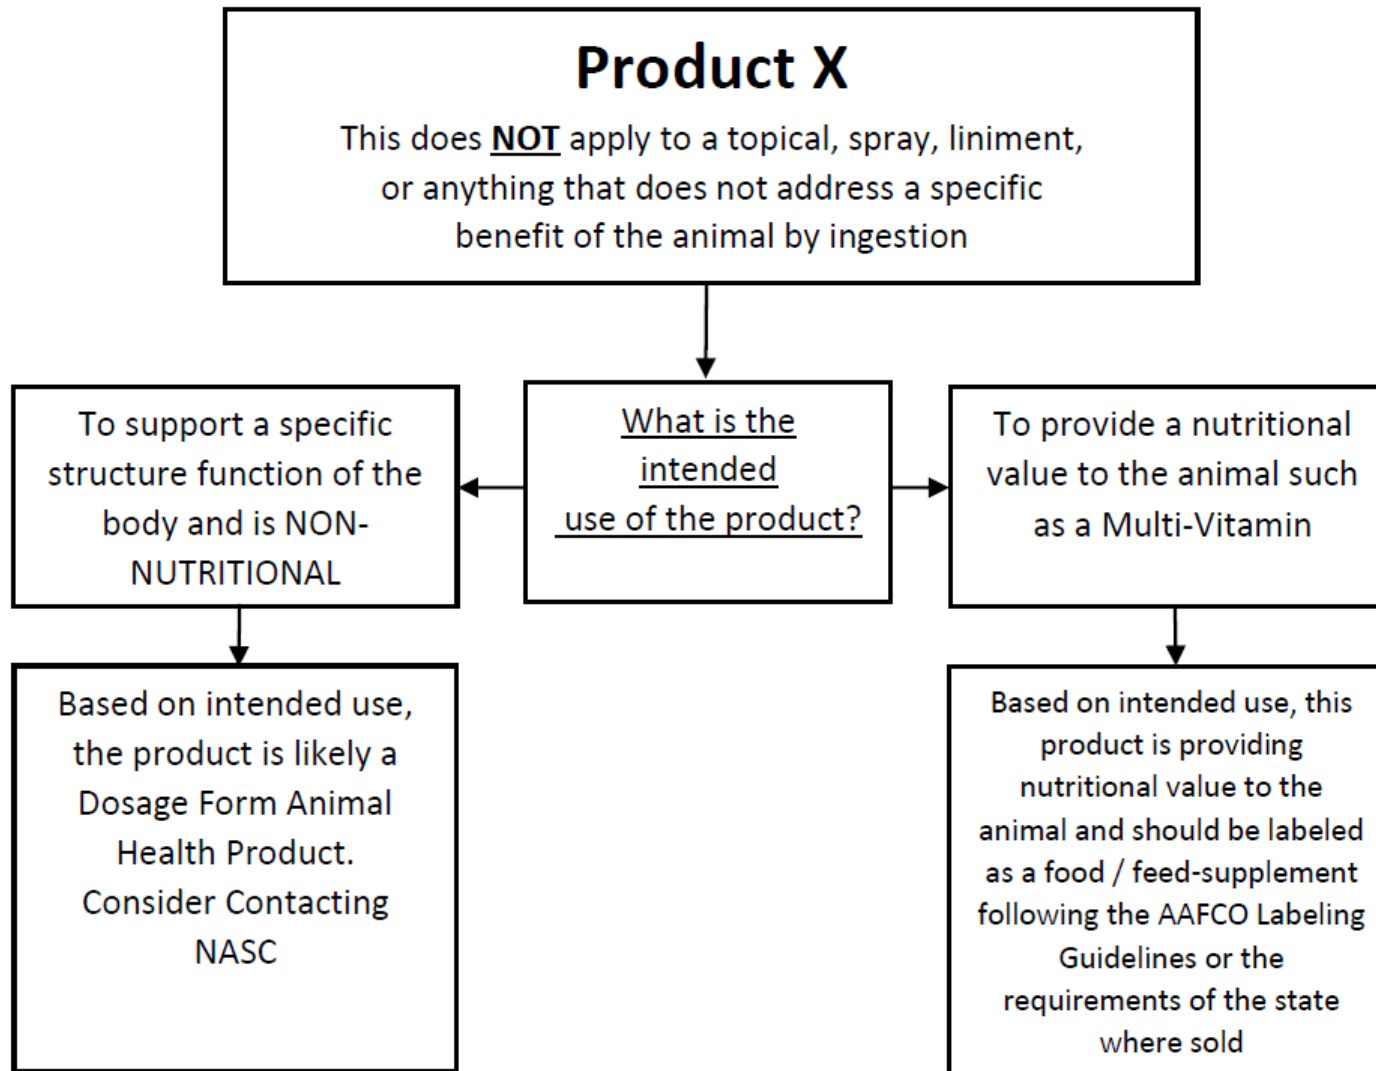 Product X
This does NOT apply to a topical, spray, liniment,
or anything that does not address a specific
benefit of the animal by ingestion
To support a specific
structure function of the
body and is NON-
NUTRITIONAL
What is the
intended
use of the product?
To provide a nutritional
value to the animal such
as a Multi-Vitamin
Based on intended use,
the product is likely a
Dosage Form Animal
Health Product.
Consider Contacting
NASC
Based on intended use, this
product is providing
nutritional value to the
animal and should be labeled
as a food / feed-supplement
following the AAFCO Labeling
Guidelines or the
requirements of the state
where sold